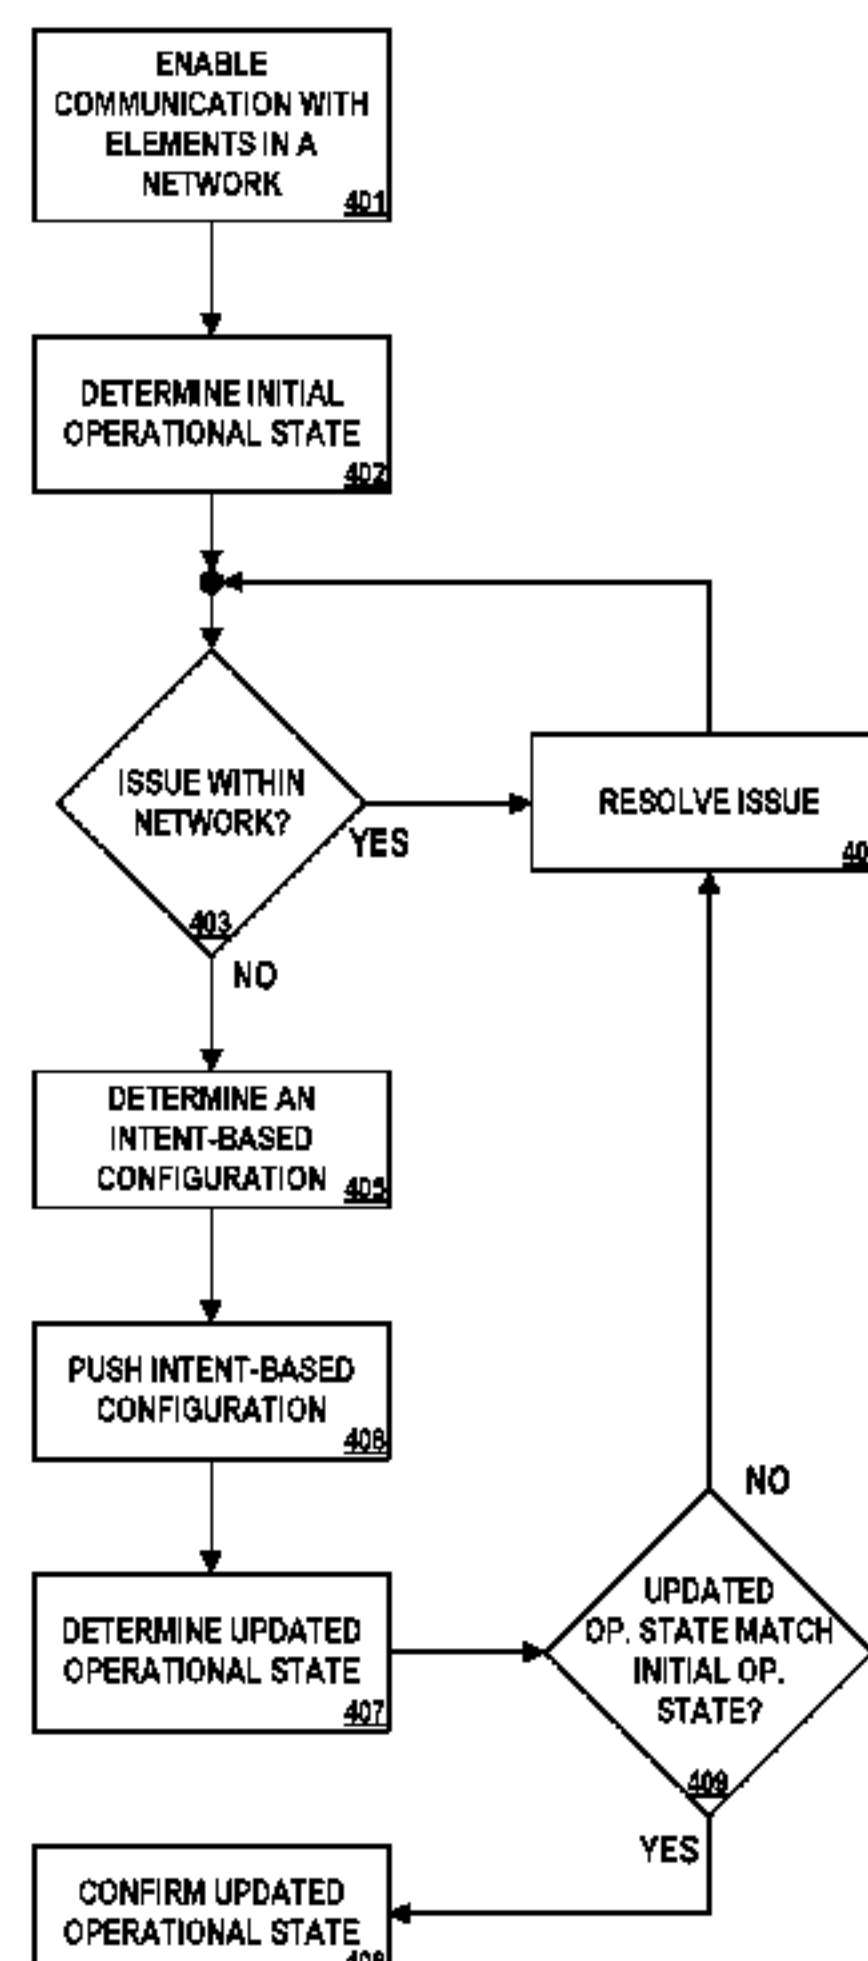 ENABLE
COMMUNICATION WITH
ELEMENTS IN A
NETWORK
401
DETERMINE INITIAL
OPERATIONAL STATE
402
ISSUE WITHIN
NETWORK?
403
YES
NO
RESOLVE ISSUE
DETERMINE AN
INTENT-BASED
CONFIGURATION
405
PUSH INTENT-BASED
CONFIGURATION
406
DETERMINE UPDATED
OPERATIONAL STATE
407
NO
UPDATED
OP. STATE MATCH
INITIAL OP.
STATE?
409
YES
CONFIRM UPDATED
OPERATIONAL STATE